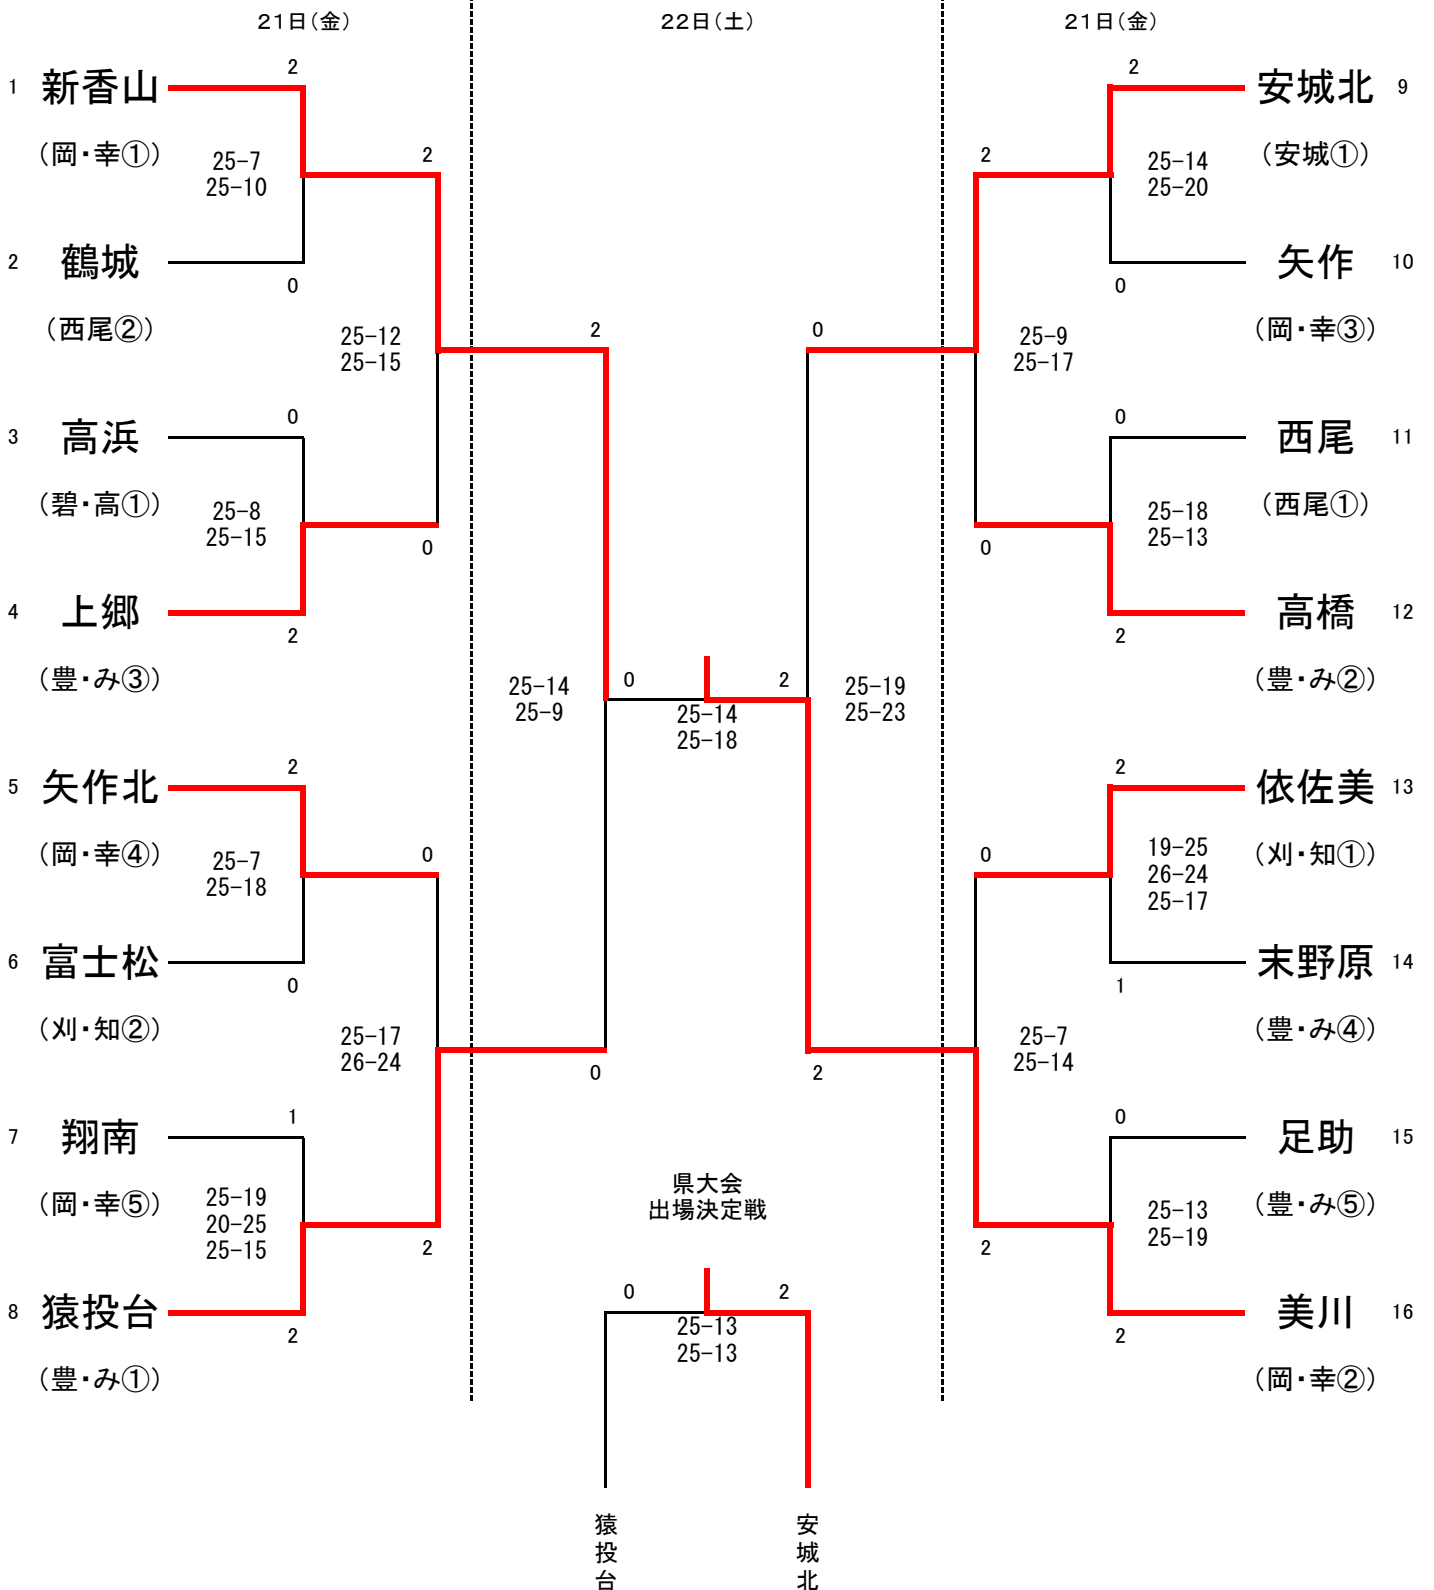 21日(金)
22日(土)
21日(金)
2
2
1 新香山
安城北 9
(岡・幸①)
25-7
25-10
2
2
25-14
25-20
(安城①)
2 鶴城
0
矢作 10
0
(西尾②)
25-12
25-15
2
0
25-9
25-17
(岡・幸③)
3 高浜
0
0
西尾 11
(碧・高①)
25-8
25-15
0
0
25-18
25-13
(西尾①)
4 上郷
2
高橋 12
2
(豊・み③)
25-14
25-9
0
2
25-14
25-18
25-19
25-23
(豊・み②)
5 矢作北
2
2
依佐美 13
(岡・幸④)
25-7
25-18
0
0
19-25
26-24
25-17
(刈・知①)
6 富士松
0
末野原 14
1
(刈・知②)
25-17
26-24
0
2
25-7
25-14
(豊・み④)
7 翔南
1
0
足助 15
(岡・幸⑤)
25-19
20-25
25-15
2
県大会
出場決定戦
2
25-13
25-19
(豊・み⑤)
8 猿投台
2
0
2
25-13
25-13
美川 16
2
(豊・み①)
(岡・幸②)
猿投台
安城北